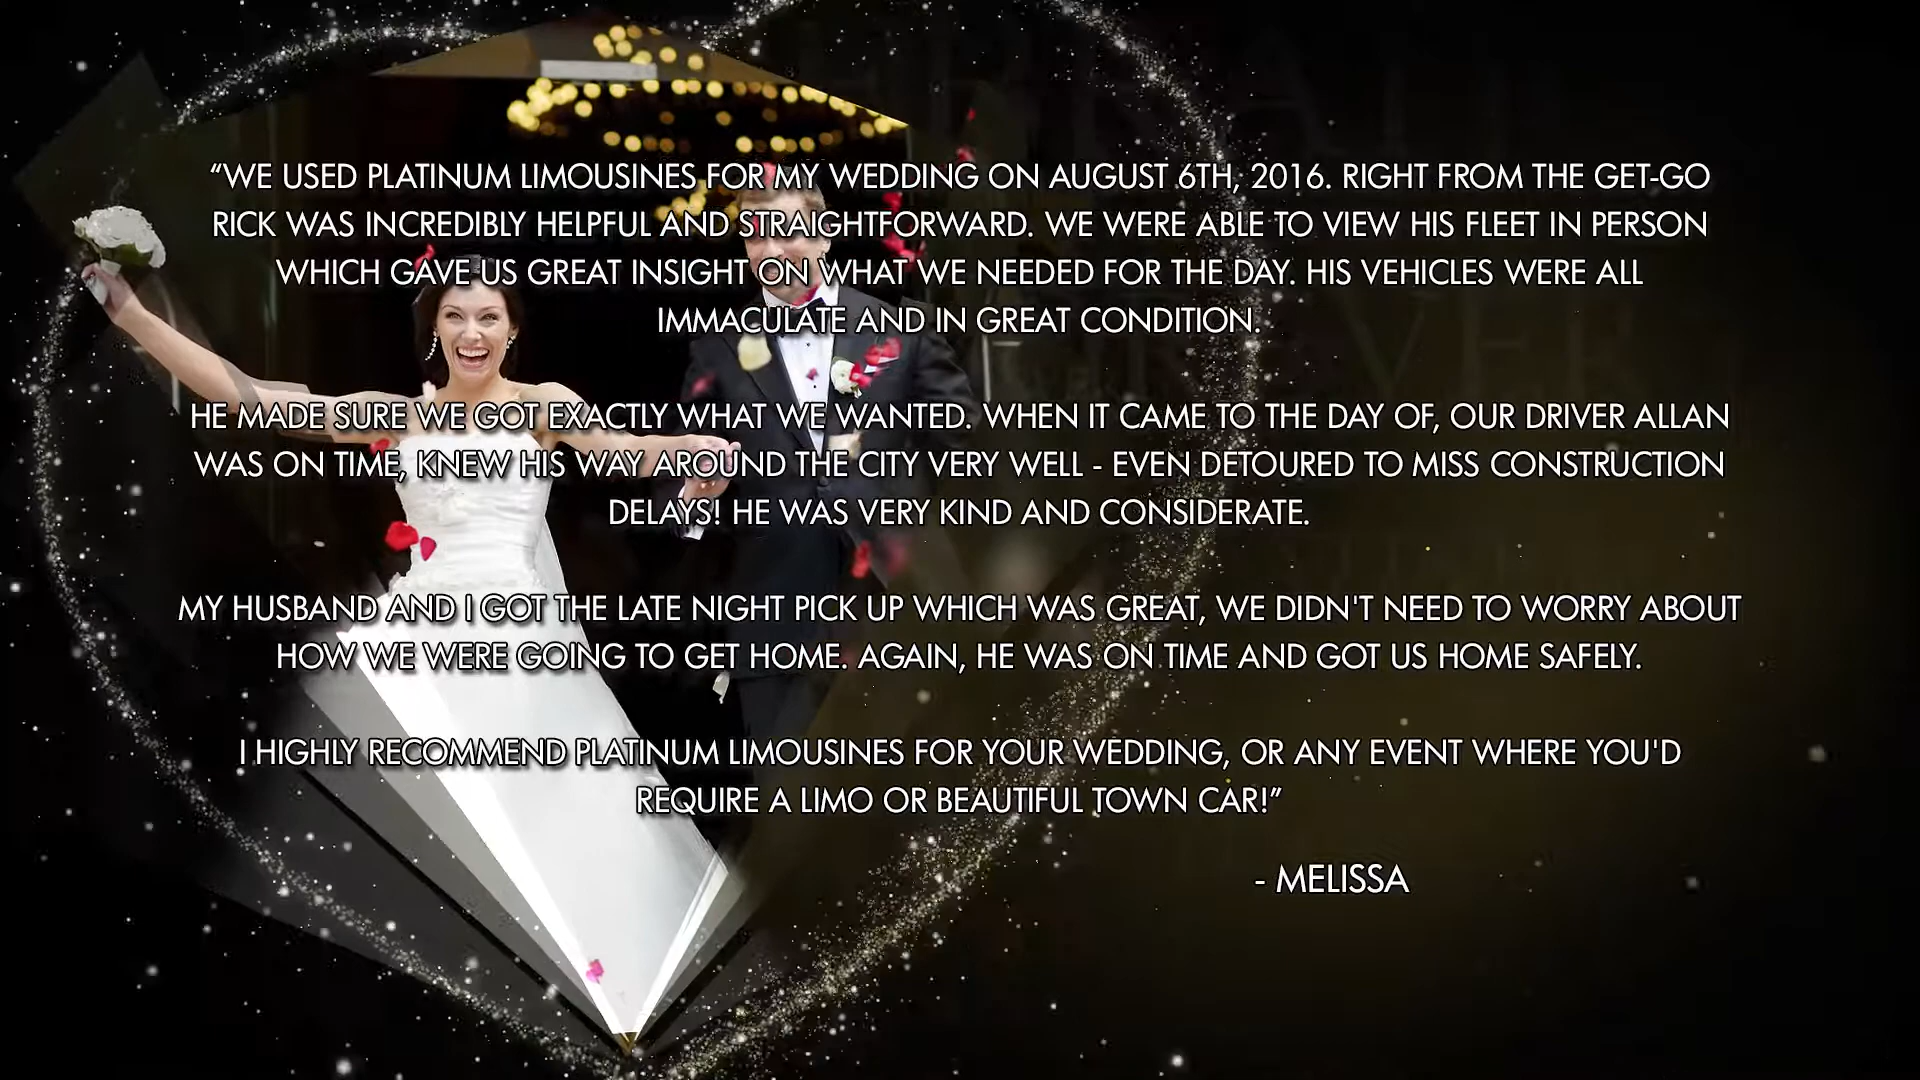 “WE USED PLATINUM LIMOUSINES FOR MY WEDDING ON AUGUST 6TH, 2016. RIGHT FROM THE GET-GO
RICK WAS INCREDIBLY HELPFUL AND STRAIGHTFORWARD. WE WERE ABLE TO VIEW HIS FLEET IN PERSON
WHICH GAVE US GREAT INSIGHT ON WHAT WE NEEDED FOR THE DAY. HIS VEHICLES WERE ALL
IMMACULATE AND IN GREAT CONDITION.
HE MADE SURE WE GOT EXACTLY WHAT WE WANTED. WHEN IT CAME TO THE DAY OF, OUR DRIVER ALLAN
WAS ON TIME, KNEW HIS WAY AROUND THE CITY VERY WELL - EVEN DETOURED TO MISS CONSTRUCTION
DELAYS! HE WAS VERY KIND AND CONSIDERATE.
MY HUSBAND AND I GOT THE LATE NIGHT PICK UP WHICH WAS GREAT, WE DIDN'T NEED TO WORRY ABOUT
HOW WE WERE GOING TO GET HOME. AGAIN, HE WAS ON TIME AND GOT US HOME SAFELY.
I HIGHLY RECOMMEND PLATINUM LIMOUSINES FOR YOUR WEDDING, OR ANY EVENT WHERE YOU'D
REQUIRE A LIMO OR BEAUTIFUL TOWN CAR!”
- MELISSA